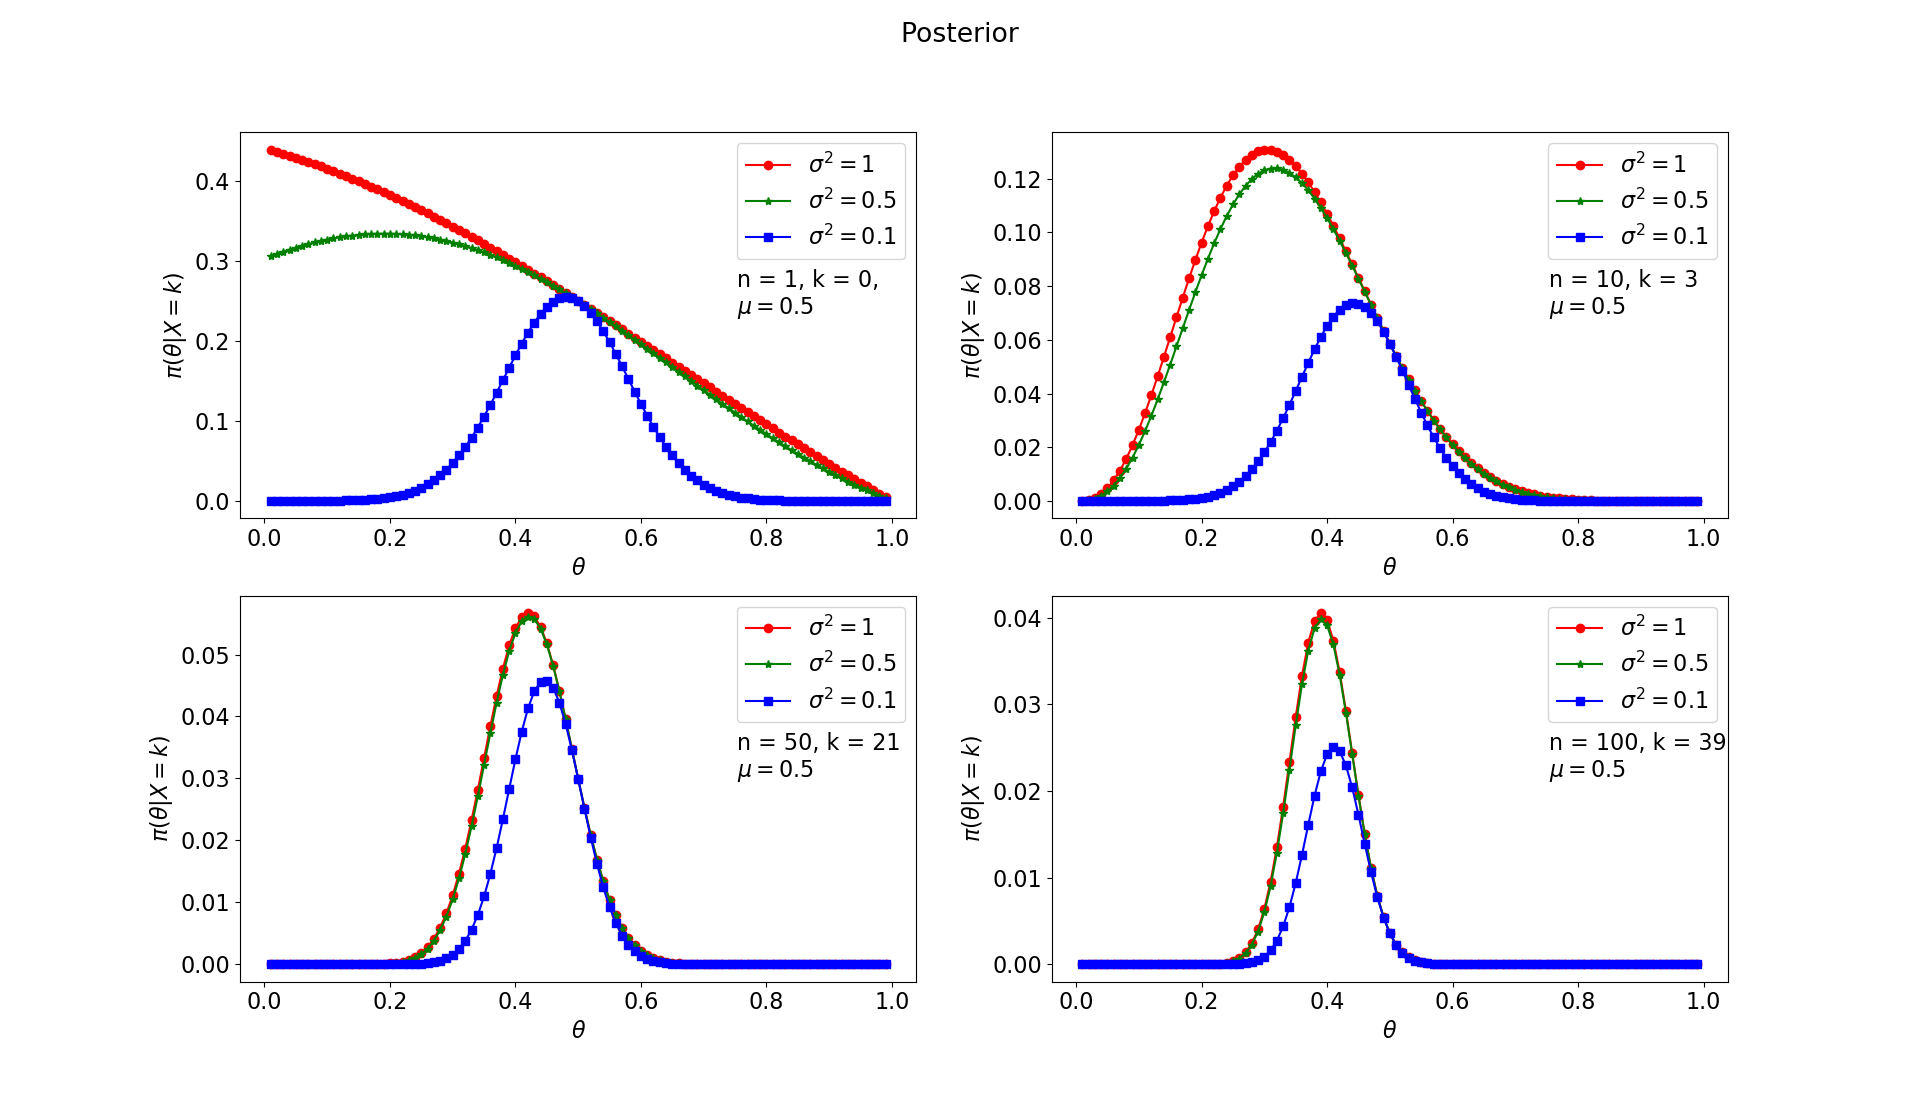 Posterior
π(θ|X = k)
0.4
0.3
0.2
0.1
0.0
0.0 0.2 0.4 0.6 0.8 1.0
θ
σ² = 1
σ² = 0.5
σ² = 0.1
n = 1, k = 0,
μ = 0.5
π(θ|X = k)
0.12
0.10
0.08
0.06
0.04
0.02
0.00
0.0 0.2 0.4 0.6 0.8 1.0
θ
σ² = 1
σ² = 0.5
σ² = 0.1
n = 10, k = 3
μ = 0.5
π(θ|X = k)
0.05
0.04
0.03
0.02
0.01
0.00
0.0 0.2 0.4 0.6 0.8 1.0
θ
σ² = 1
σ² = 0.5
σ² = 0.1
n = 50, k = 21
μ = 0.5
π(θ|X = k)
0.04
0.03
0.02
0.01
0.00
0.0 0.2 0.4 0.6 0.8 1.0
θ
σ² = 1
σ² = 0.5
σ² = 0.1
n = 100, k = 39
μ = 0.5